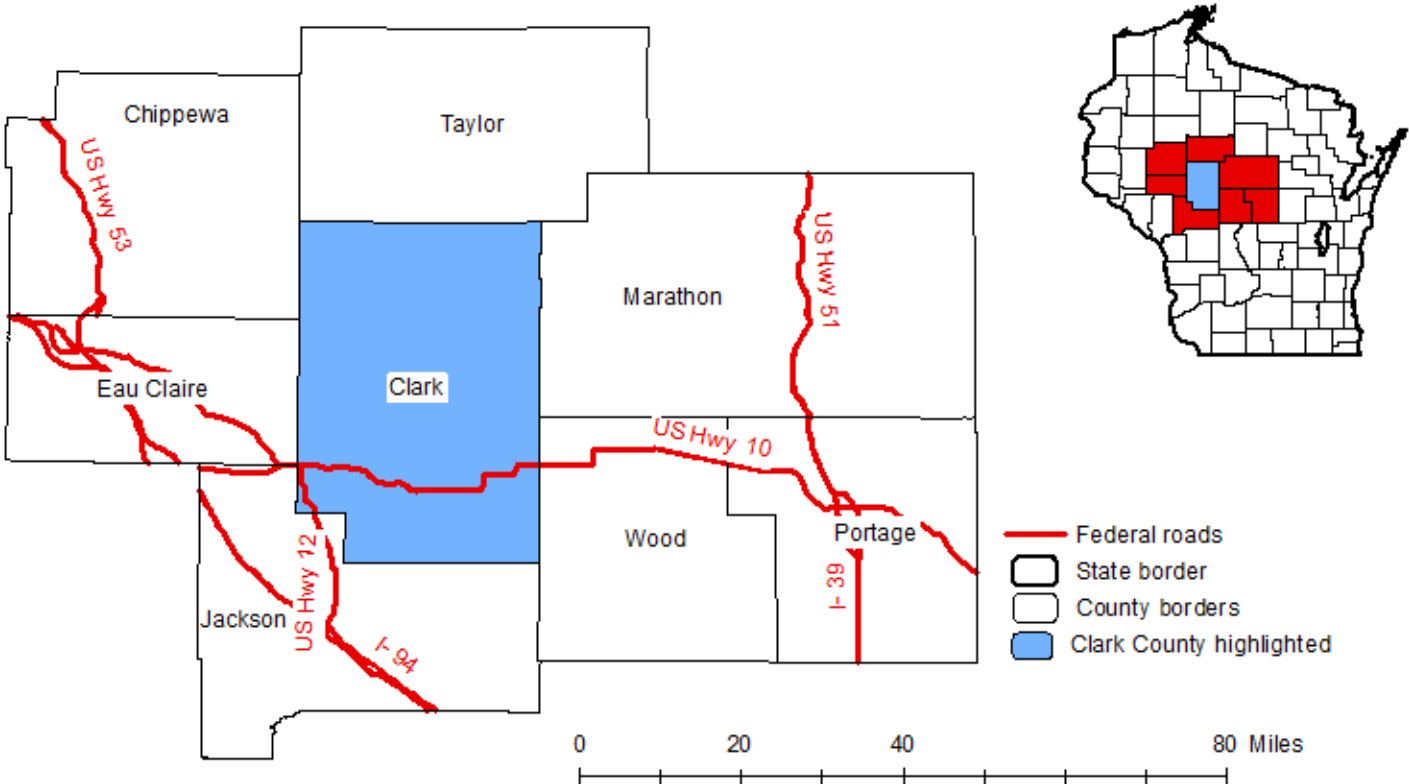 Chippewa
Taylor
US Hwy 53
US Hwy 51
Marathon
Eau Claire
Clark
US Hwy 10
Wood
Portage
US Hwy 12
I- 39
Jackson
I- 94
Federal roads
State border
County borders
Clark County highlighted
0 20 40 80 Miles